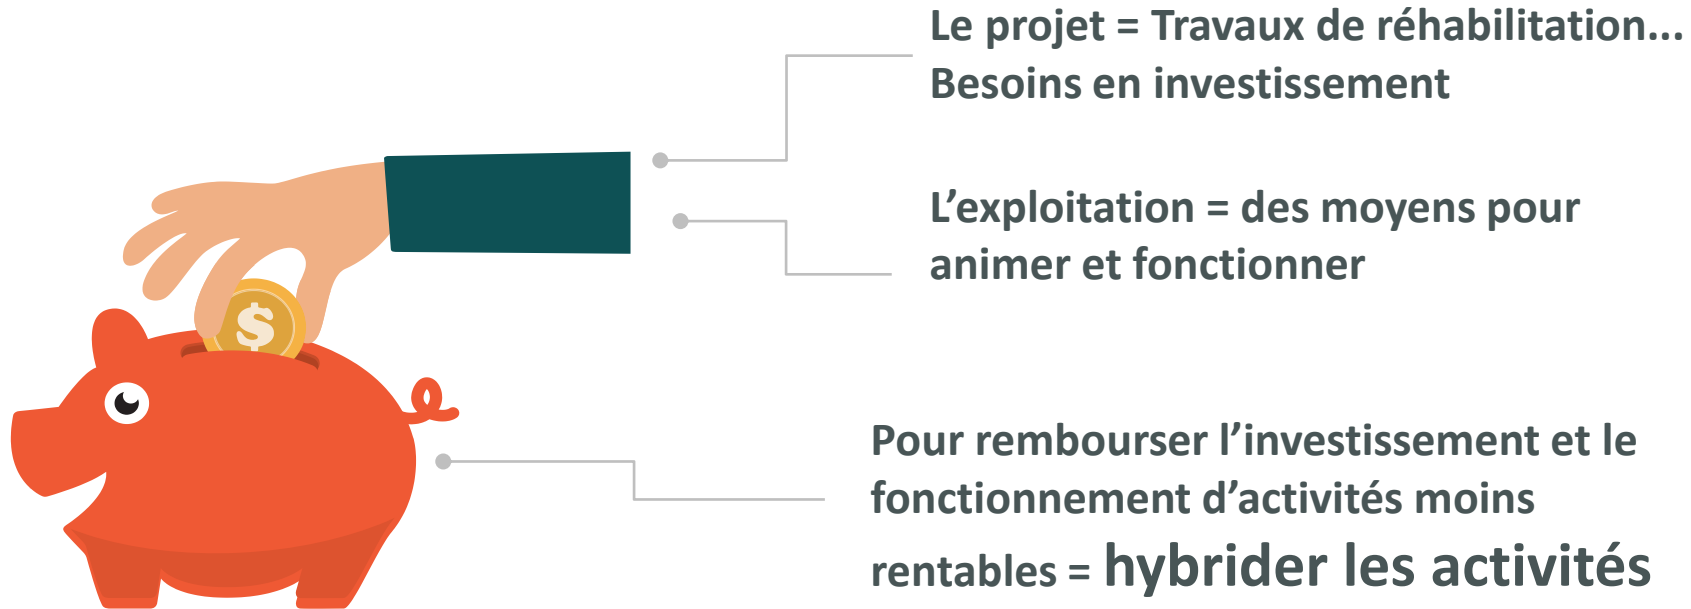 Le projet = Travaux de réhabilitation...
Besoins en investissement
L’exploitation = des moyens pour
animer et fonctionner
$
Pour rembourser l’investissement et le
fonctionnement d’activités moins
rentables = hybrider les activités